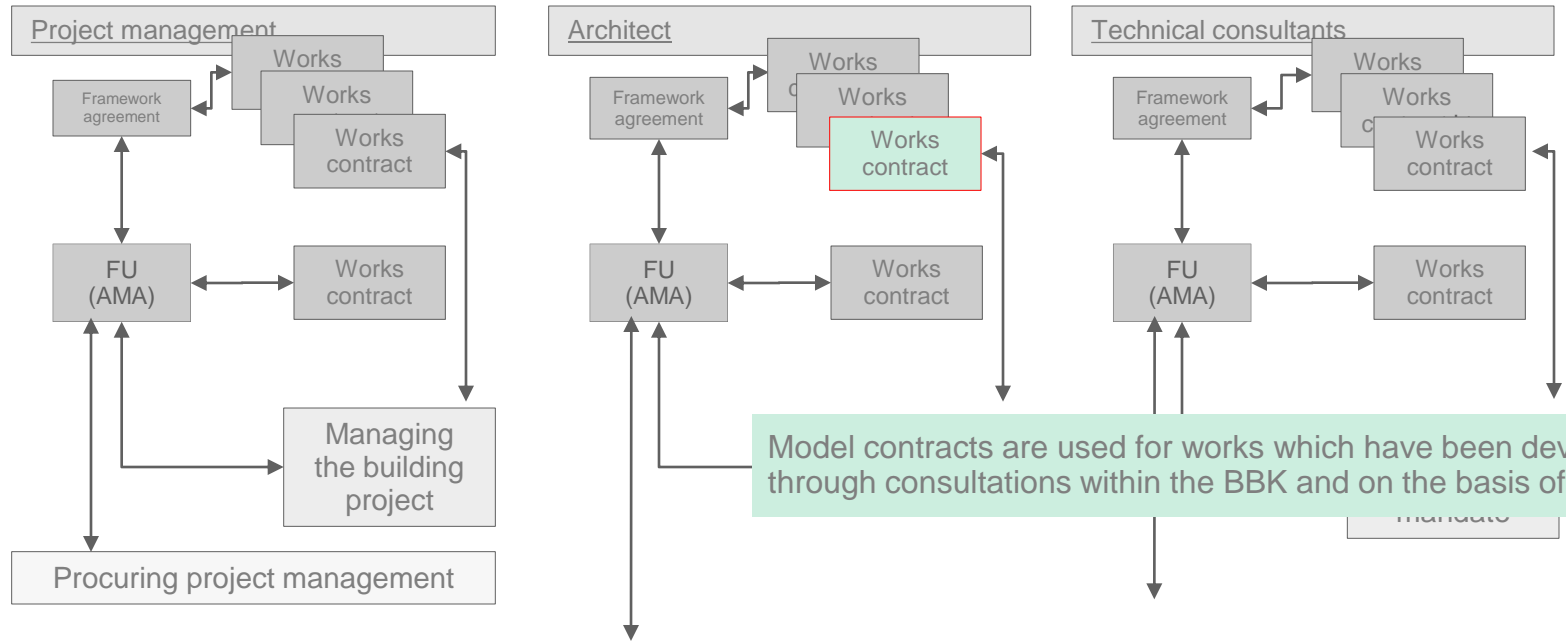 Project management
Works
Works
Works
contract
Framework
agreement
FU
(AMA)
Works
contract
Managing
the building
project
Procuring project management
Architect
Works
Works
Works
contract
Framework
agreement
FU
(AMA)
Works
contract
Technical consultants
Works
Works
Works
contract
Framework
agreement
FU
(AMA)
Works
contract
Model contracts are used for works which have been dev
through consultations within the BBK and on the basis of
mandate